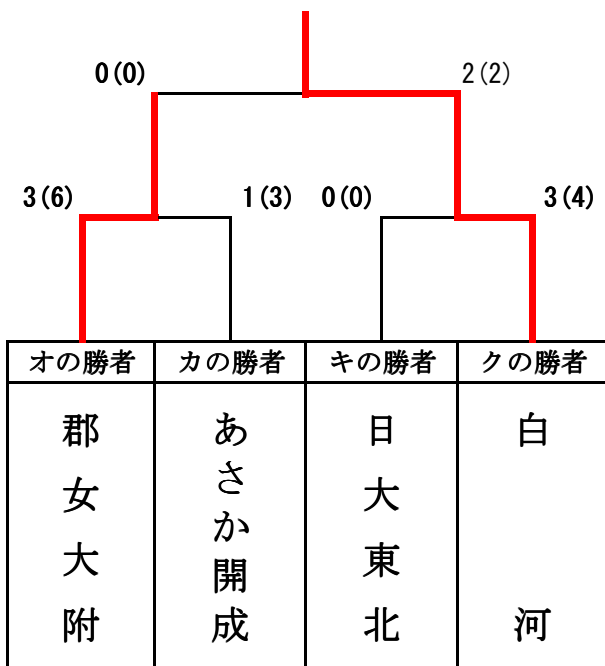 0(0) 2(2)
3(6) 1(3) 0(0) 3(4)
オの勝者 カの勝者 キの勝者 クの勝者
郡女大附
あさか開成
日大東北
白河